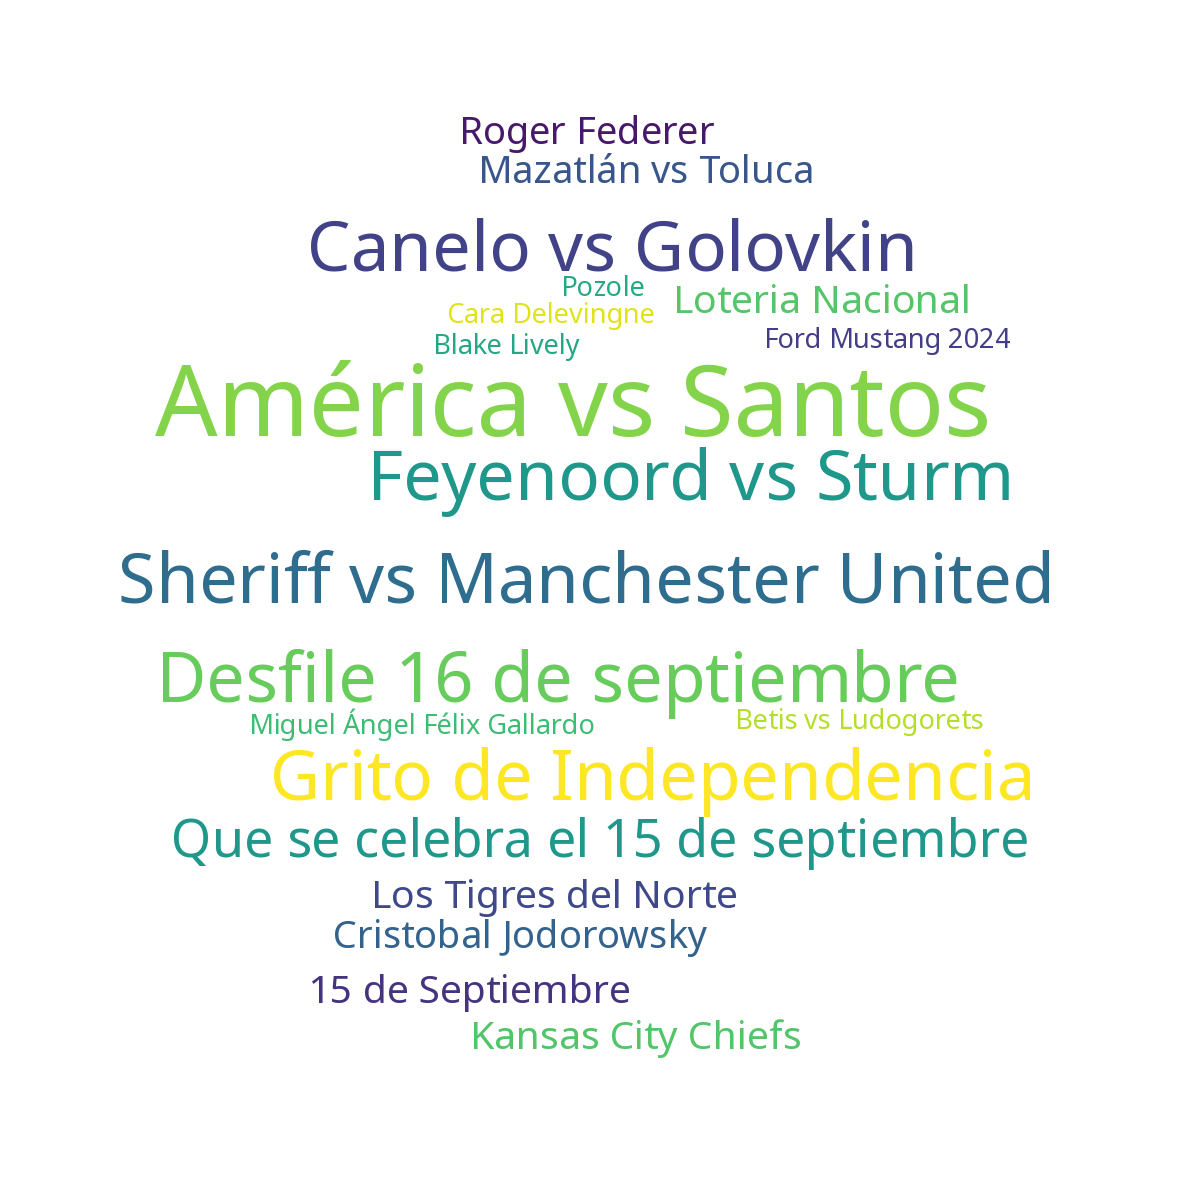 Roger Federer
Mazatlán vs Toluca
Canelo vs Golovkin
Pozole
Loteria Nacional
Cara Delevingne
Ford Mustang 2024
Blake Lively
América vs Santos
Feyenoord vs Sturm
Sheriff vs Manchester United
Desfile 16 de septiembre
Miguel Ángel Félix Gallardo
Betis vs Ludogorets
Grito de Independencia
Que se celebra el 15 de septiembre
Los Tigres del Norte
Cristobal Jodorowsky
15 de Septiembre
Kansas City Chiefs